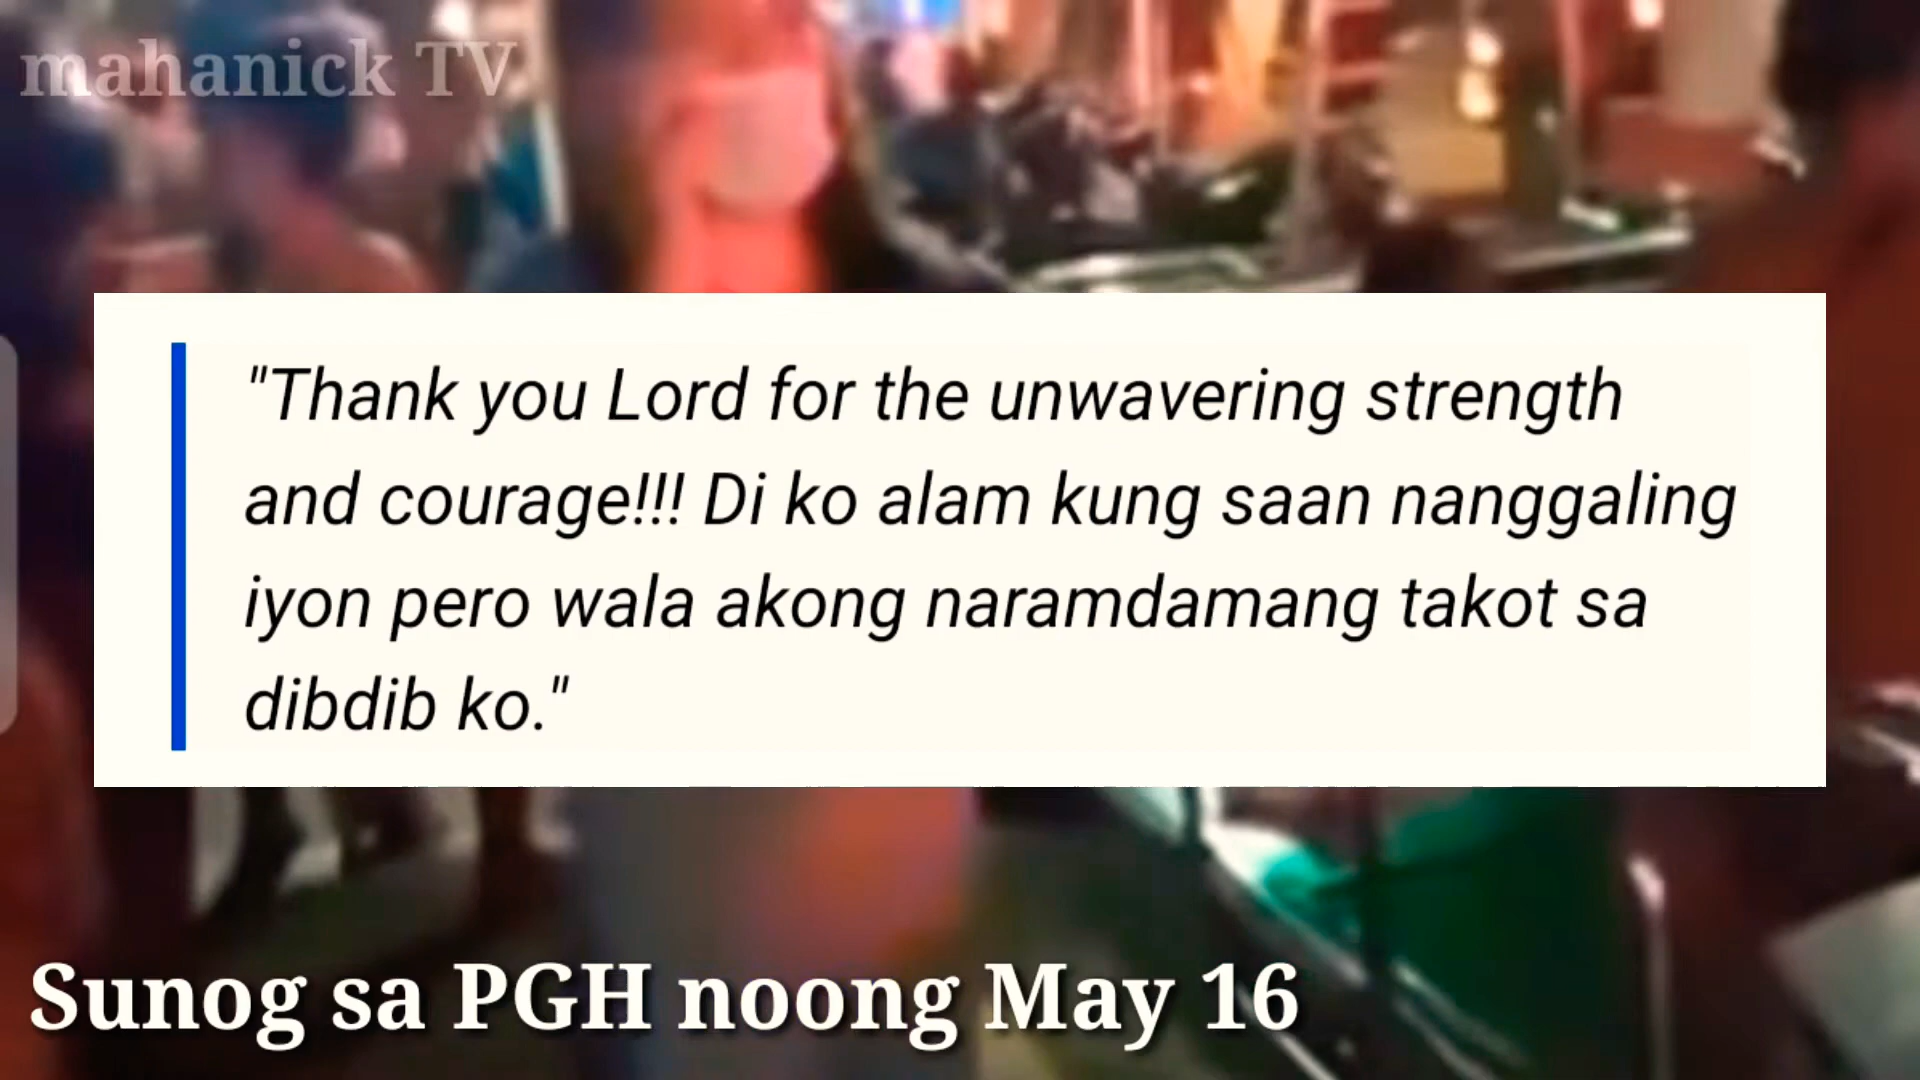 mahanick TV
"Thank you Lord for the unwavering strength
and courage!!! Di ko alam kung saan nanggaling
iyon pero wala akong naramdamang takot sa
dibdib ko."
Sunog sa PGH noong May 16